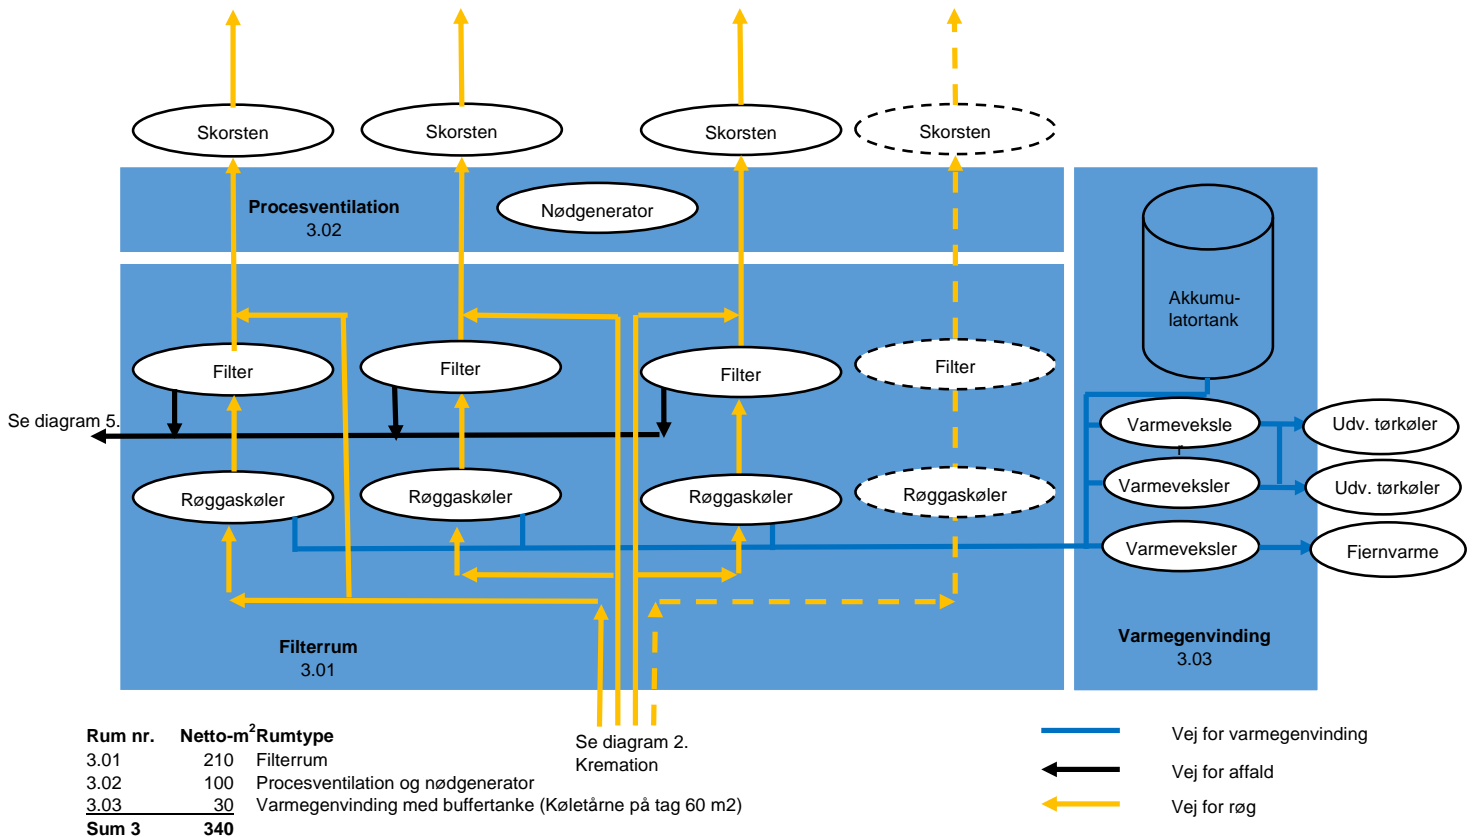 Skorsten
Skorsten
Skorsten
Skorsten
Procesventilation
3.02
Nødgenerator
Akkumu-
latortank
Filter
Filter
Filter
Filter
Se diagram 5.
Varmeveksle
r
Udv. tørkøler
Røggaskøler
Røggaskøler
Røggaskøler
Røggaskøler
Varmeveksler
Udv. tørkøler
Varmeveksler
Fjernvarme
Filterrum
3.01
Varmegenvinding
3.03
Rum nr. Netto-m² Rumtype
3.01 210 Filterrum
3.02 100 Procesventilation og nødgenerator
3.03 30 Varmegenvinding med buffertanke (Køletårne på tag 60 m2)
Sum 3 340
Se diagram 2.
Kremation
Vej for varmegenvinding
Vej for affald
Vej for røg